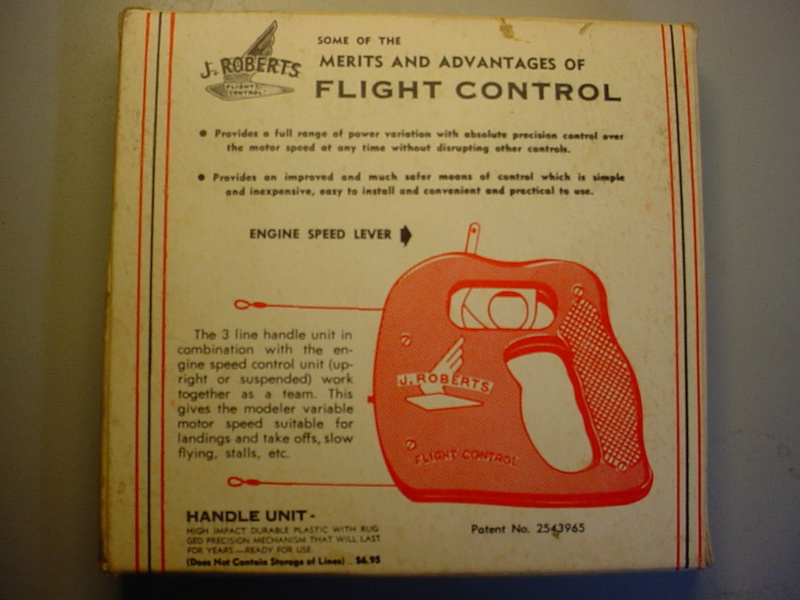 SOME OF THE
MERITS AND ADVANTAGES OF
FLIGHT CONTROL
J. ROBERTS
FLIGHT
CONTROL
● Provides a full range of power variation with absolute precision control over
the motor speed at any time without disrupting other controls.
● Provides an improved and much safer means of control which is simple
and inexpensive, easy to install and convenient and practical to use.
ENGINE SPEED LEVER
The 3 line handle unit in
combination with the en-
gine speed control unit (up-
right or suspended) work
together as a team. This
gives the modeler variable
motor speed suitable for
landings and take offs, slow
flying, stalls, etc.
J. ROBERTS
FLIGHT CONTROL
HANDLE UNIT-
HIGH IMPACT DURABLE PLASTIC WITH RUG
GED PRECISION MECHANISM THAT WILL LAST
FOR YEARS—READY FOR USE.
(Does Not Contain Storage of Lines) .. $6.95
Patent No. 2543965